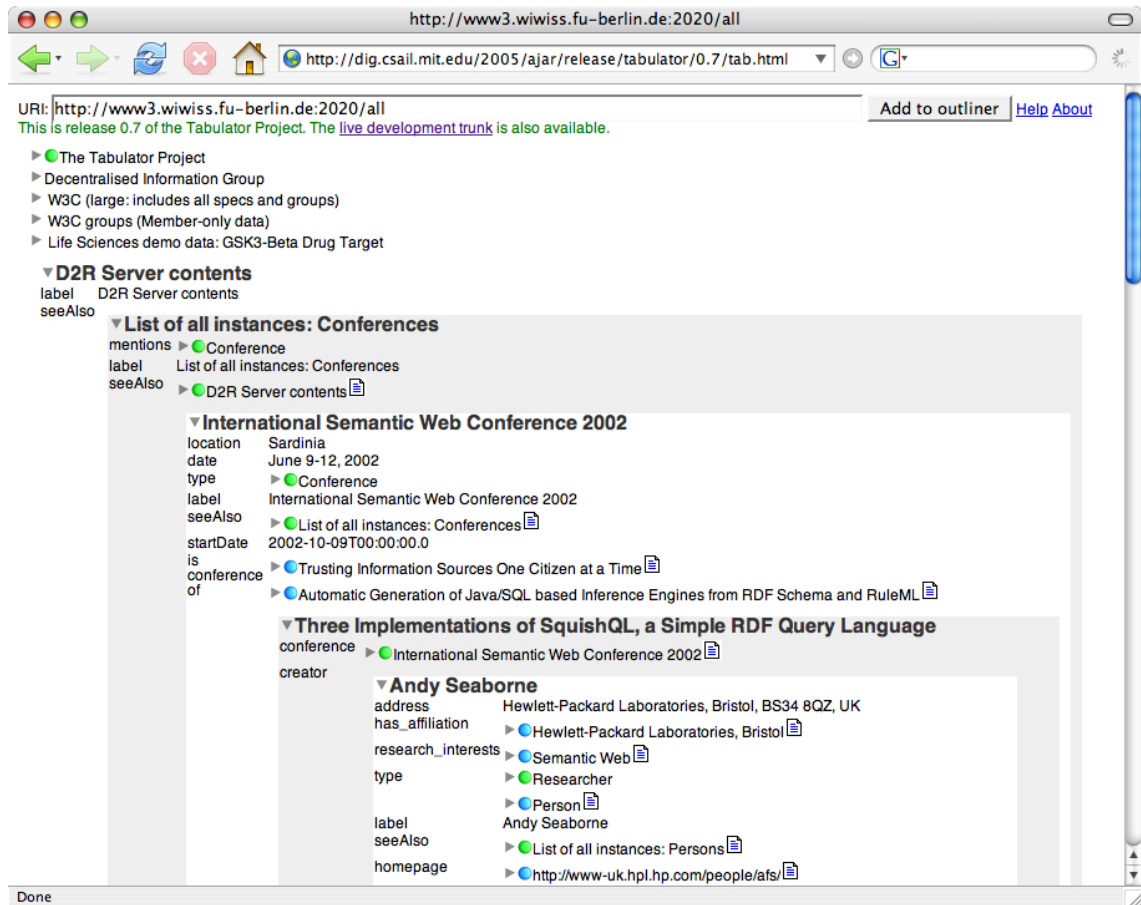 http://www3.wiwiss.fu-berlin.de:2020/all
http://dig.csail.mit.edu/2005/ajar/release/tabulator/0.7/tab.html G
URI: http://www3.wiwiss.fu-berlin.de:2020/all Add to outliner Help About
This is release 0.7 of the Tabulator Project. The live development trunk is also available.
The Tabulator Project
Decentralised Information Group
W3C (large: includes all specs and groups)
W3C groups (Member-only data)
Life Sciences demo data: GSK3-Beta Drug Target
D2R Server contents
label D2R Server contents
seeAlso
List of all instances: Conferences
mentions Conference
label List of all instances: Conferences
seeAlso D2R Server contents
International Semantic Web Conference 2002
location Sardinia
date June 9-12, 2002
type Conference
label International Semantic Web Conference 2002
seeAlso List of all instances: Conferences
startDate 2002-10-09T00:00:00.0
is conference of Trusting Information Sources One Citizen at a Time
Automatic Generation of Java/SQL based Inference Engines from RDF Schema and RuleML
Three Implementations of SquishQL, a Simple RDF Query Language
conference International Semantic Web Conference 2002
creator
Andy Seaborne
address Hewlett-Packard Laboratories, Bristol, BS34 8QZ, UK
has_affiliation Hewlett-Packard Laboratories, Bristol
research_interests Semantic Web
type Researcher
Person
label Andy Seaborne
seeAlso List of all instances: Persons
homepage http://www-uk.hpl.hp.com/people/afs/
Done